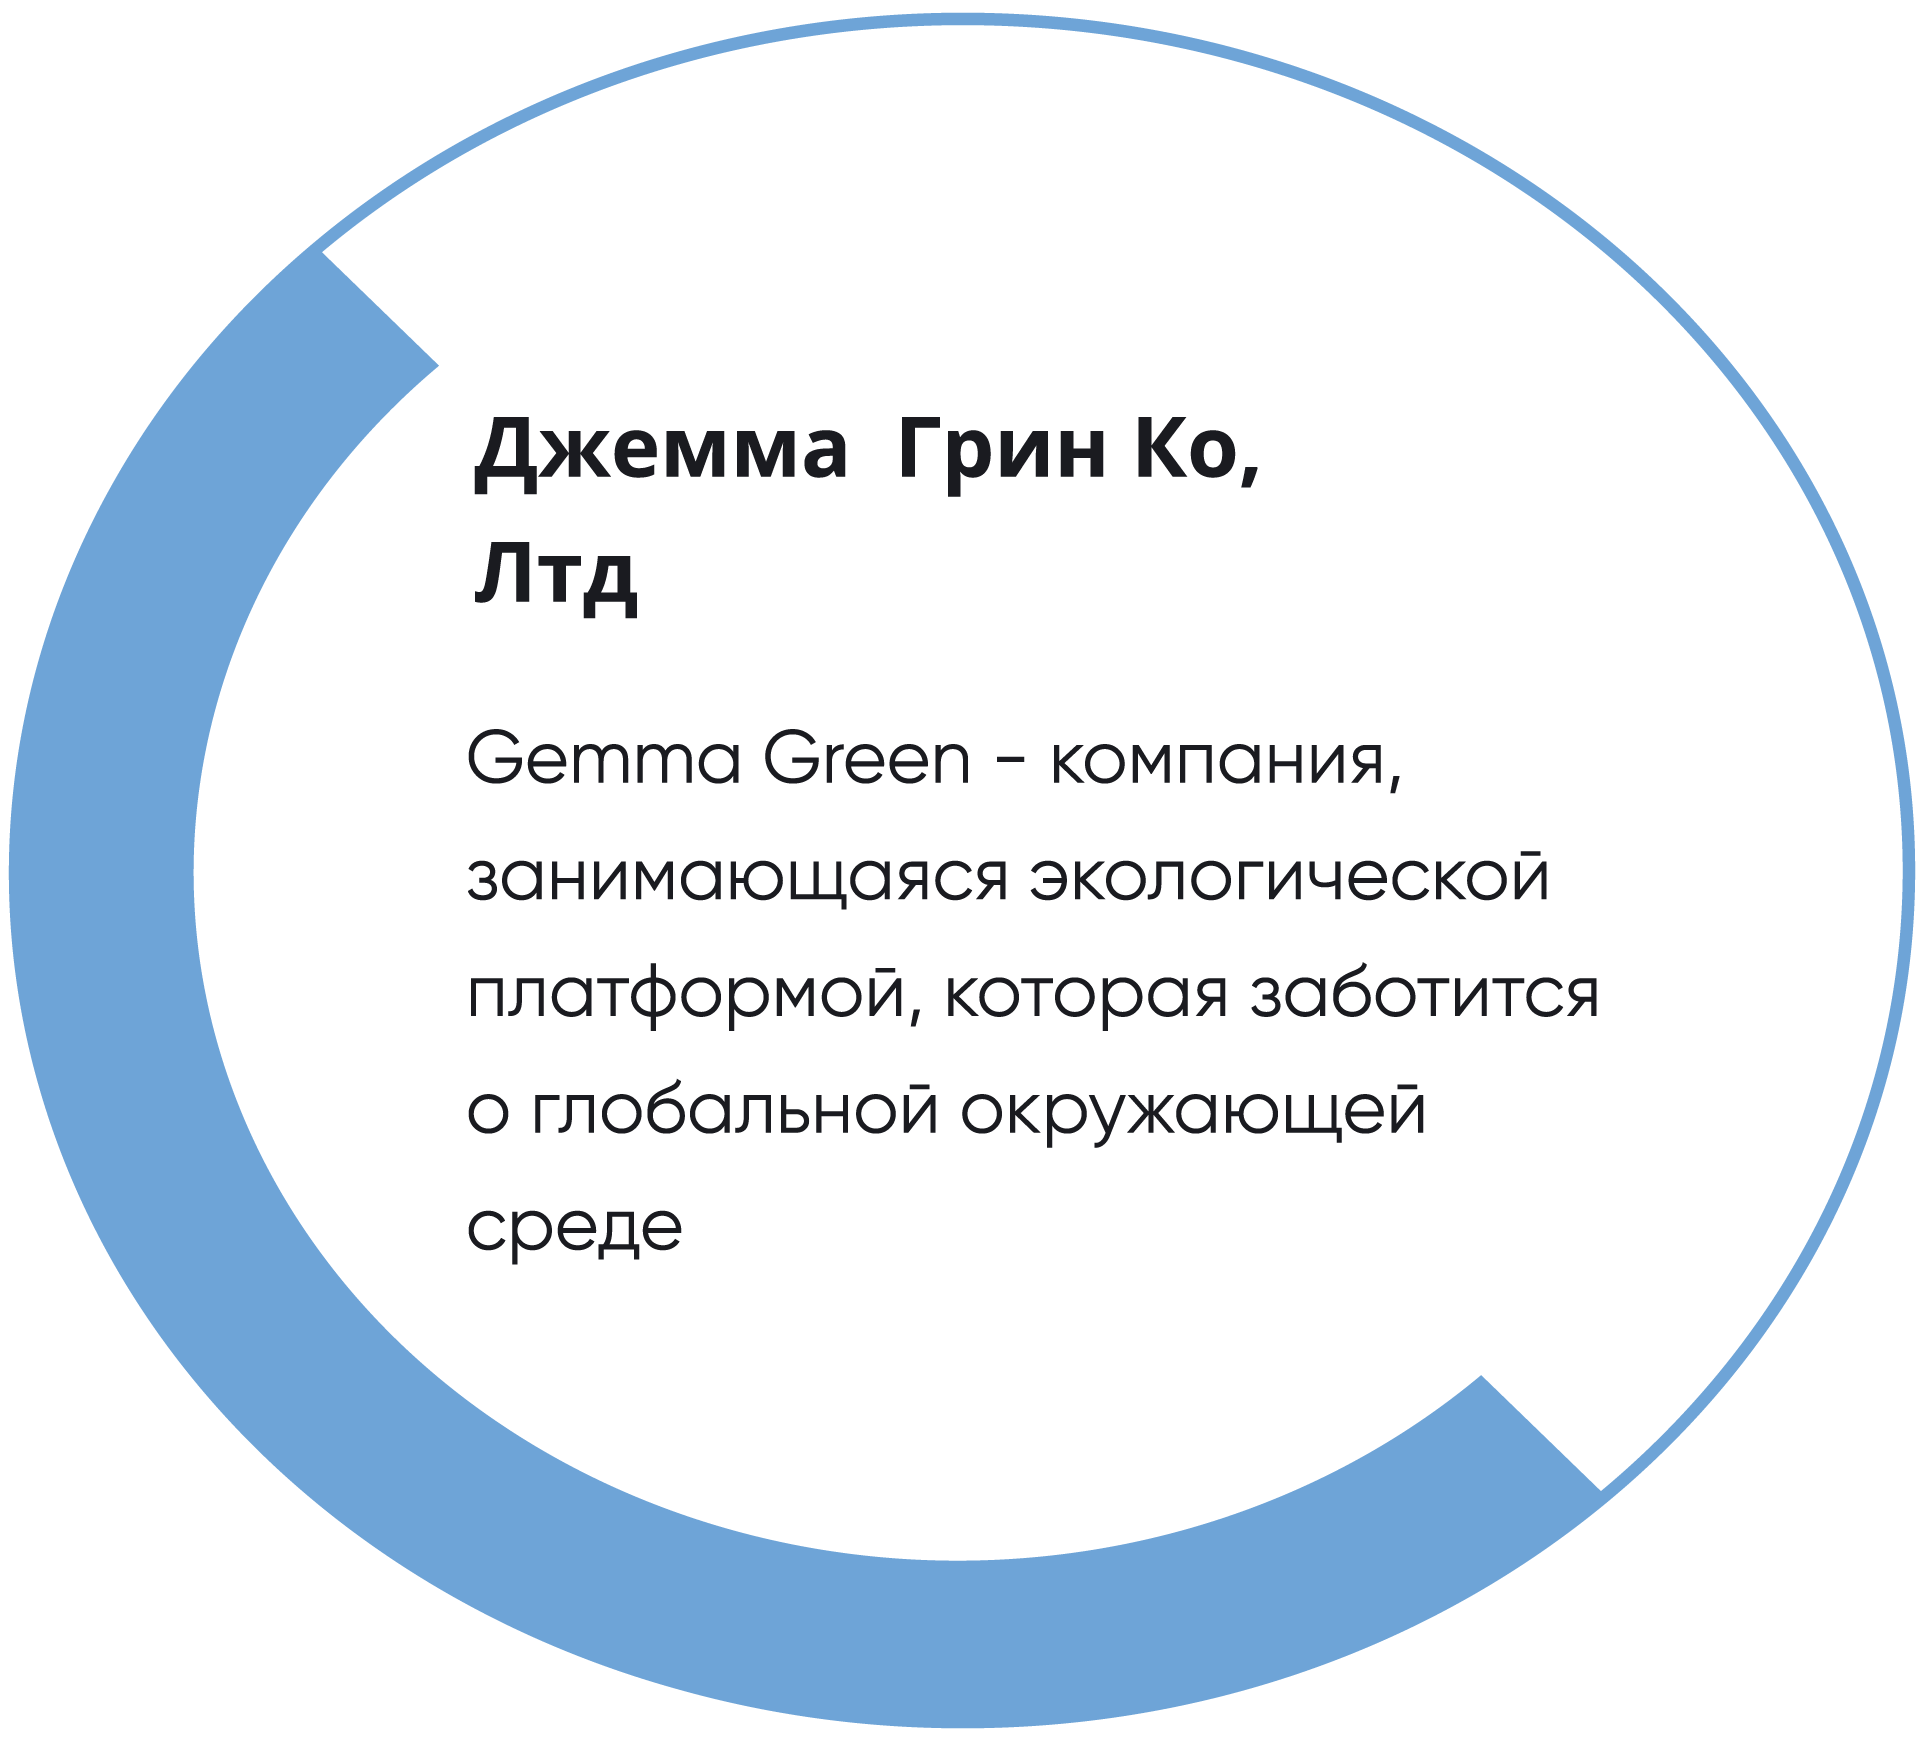 Джемма Грин Ко,
Лтд
Gemma Green - компания,
занимающаяся экологической
платформой, которая заботится
о глобальной окружающей
среде